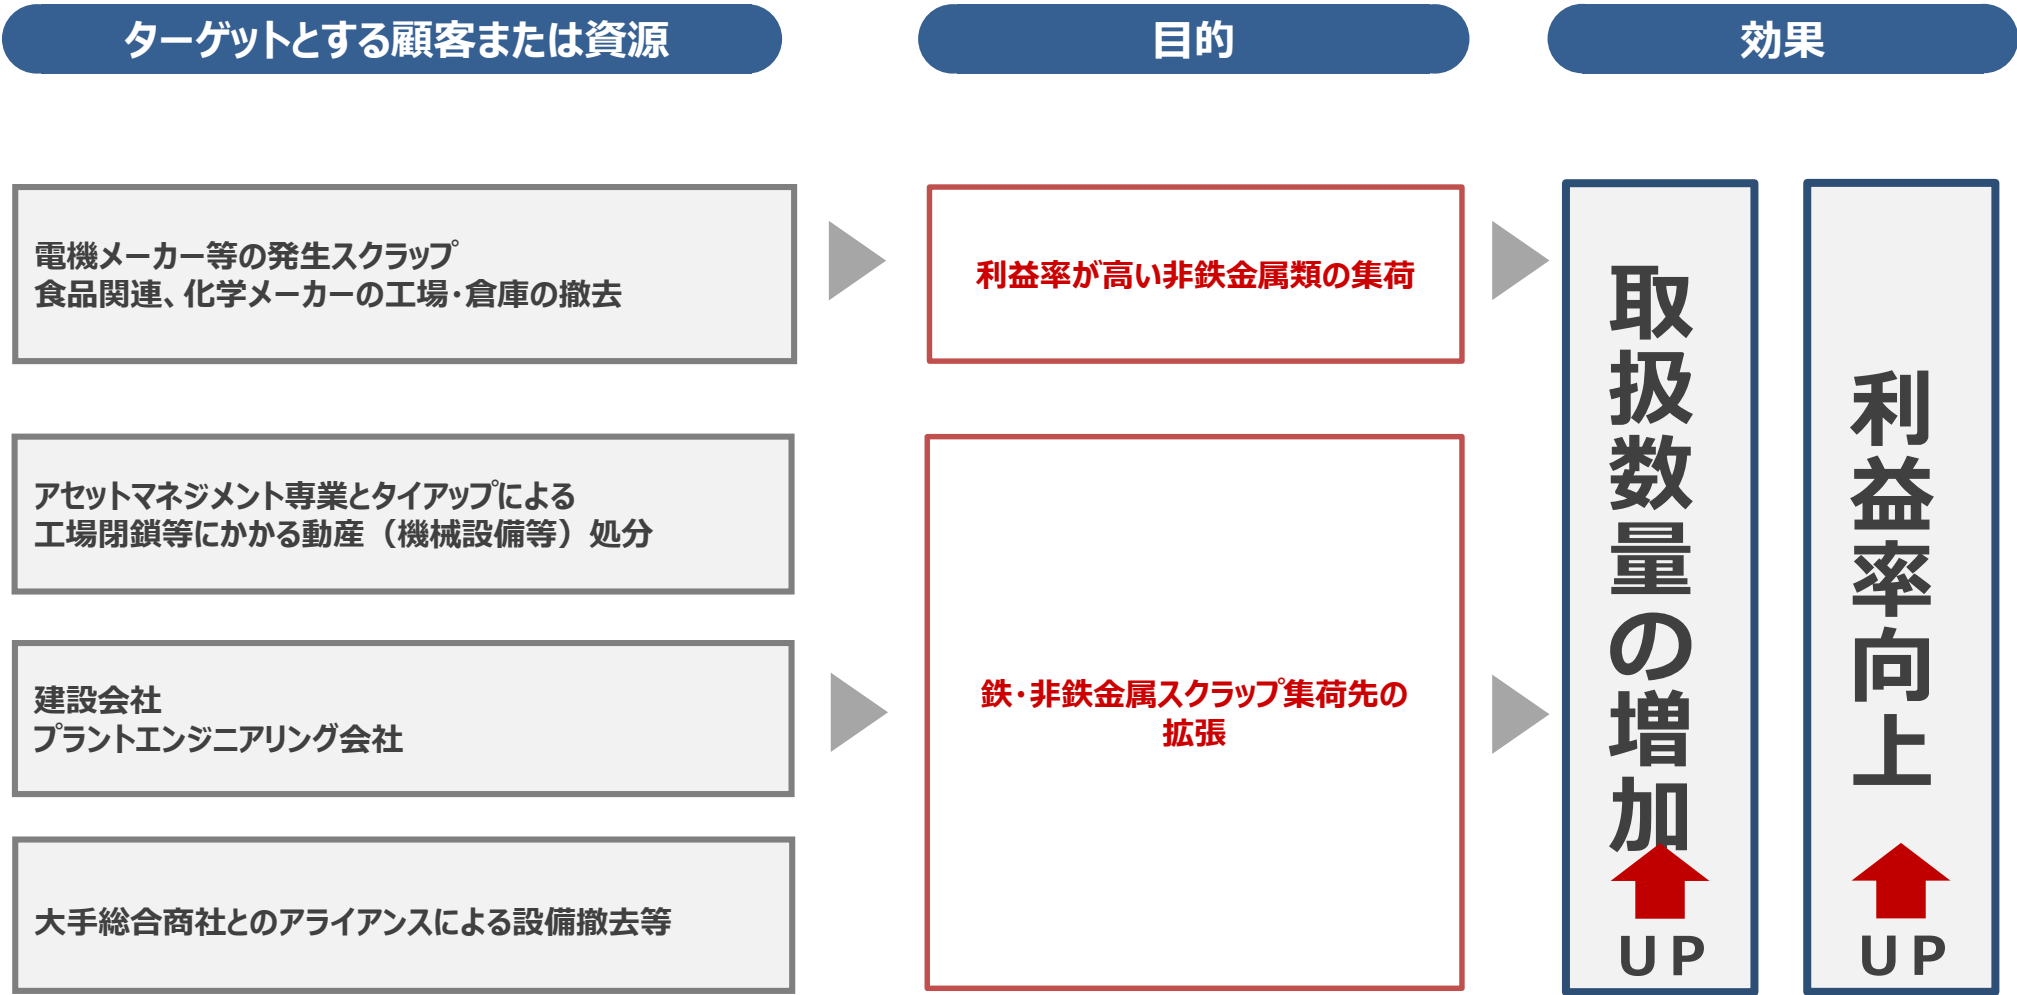 ターゲットとする顧客または資源
目的
効果
電機メーカー等の発生スクラップ
食品関連、化学メーカーの工場・倉庫の撤去
利益率が高い非鉄金属類の集荷
アセットマネジメント専業とタイアップによる
工場閉鎖等にかかる動産（機械設備等）処分
建設会社
プラントエンジニアリング会社
大手総合商社とのアライアンスによる設備撤去等
鉄・非鉄金属スクラップ集荷先の
拡張
取扱数量の増加
UP
利益率向上
UP